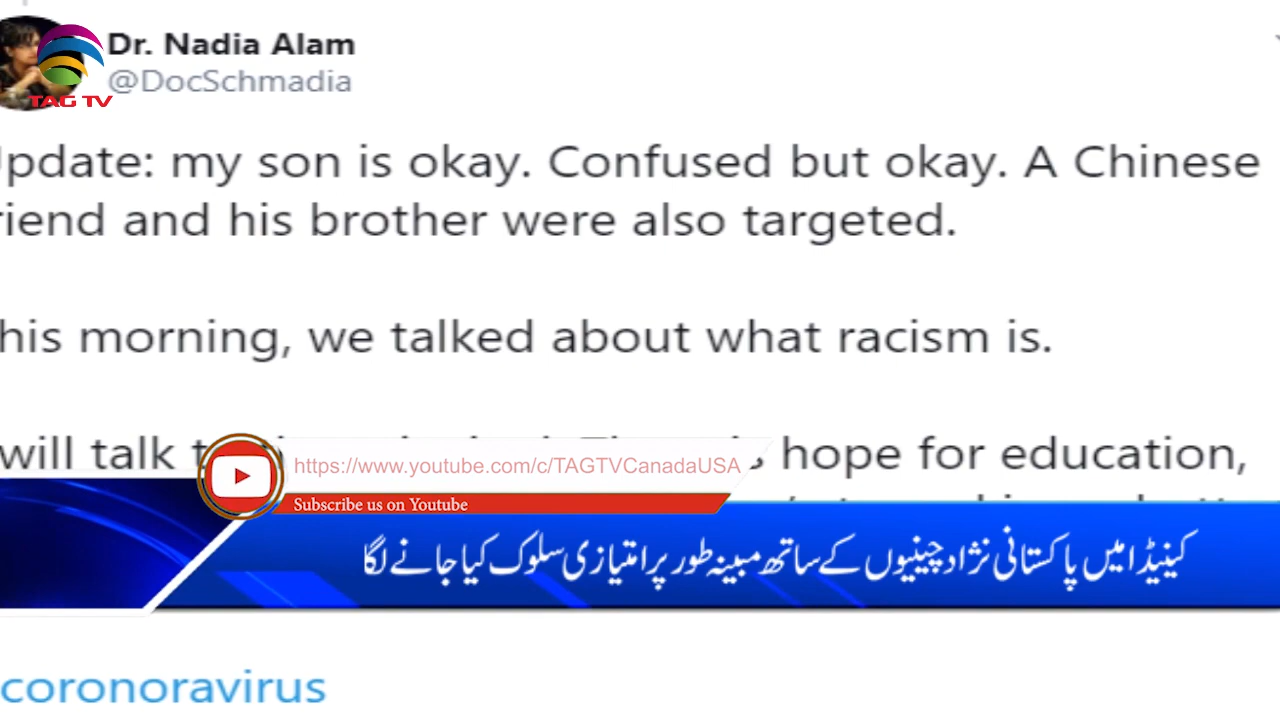 Dr. Nadia Alam
@DocSchmadia
TAG TV
pdate: my son is okay. Confused but okay. A Chinese
riend and his brother were also targeted.
his morning, we talked about what racism is.
will talk
hope for education,
https://www.youtube.com/c/TAGTVCanadaUSA
Subscribe us on Youtube
کینیڈا میں پاکستانی نژاد چینیوں کے ساتھ مبینہ طور پر امتیازی سلوک کیا جانے لگا
coronoravirus